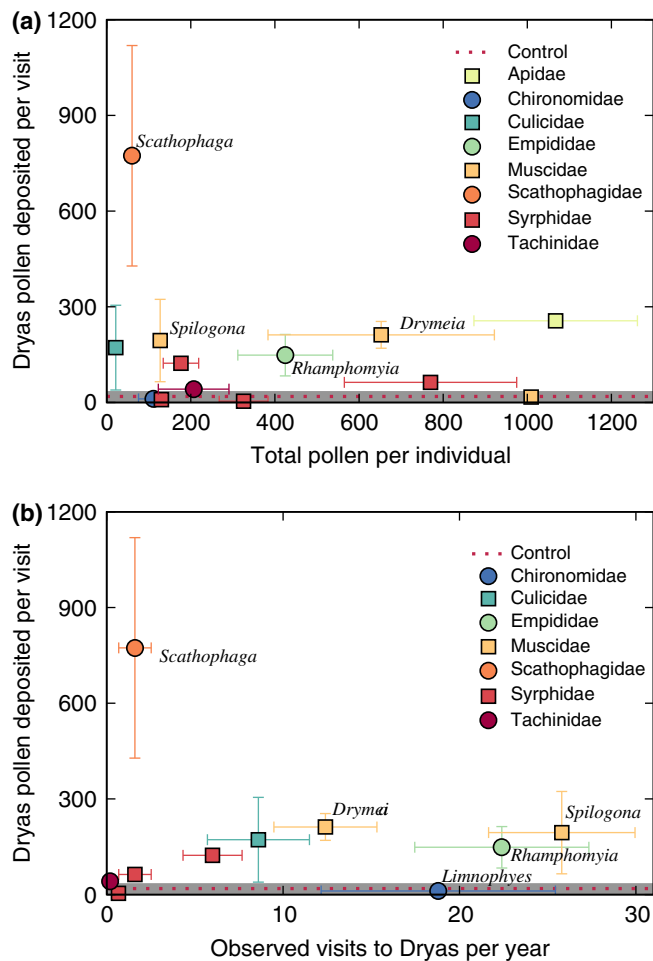 (a)
1200
900
600
300
0
Dryas pollen deposited per visit
Control
Apidae
Chironomidae
Culicidae
Empididae
Muscidae
Scathophagidae
Syrphidae
Tachinidae
Scathophaga
Spilogona
Drymeia
Rhamphomyia
0 200 400 600 800 1000 1200
Total pollen per individual
(b)
1200
900
600
300
0
Dryas pollen deposited per visit
Control
Chironomidae
Culicidae
Empididae
Muscidae
Scathophagidae
Syrphidae
Tachinidae
Scathophaga
Drymeia
Spilogona
Rhamphomyia
Limnophyes
0 10 20 30
Observed visits to Dryas per year